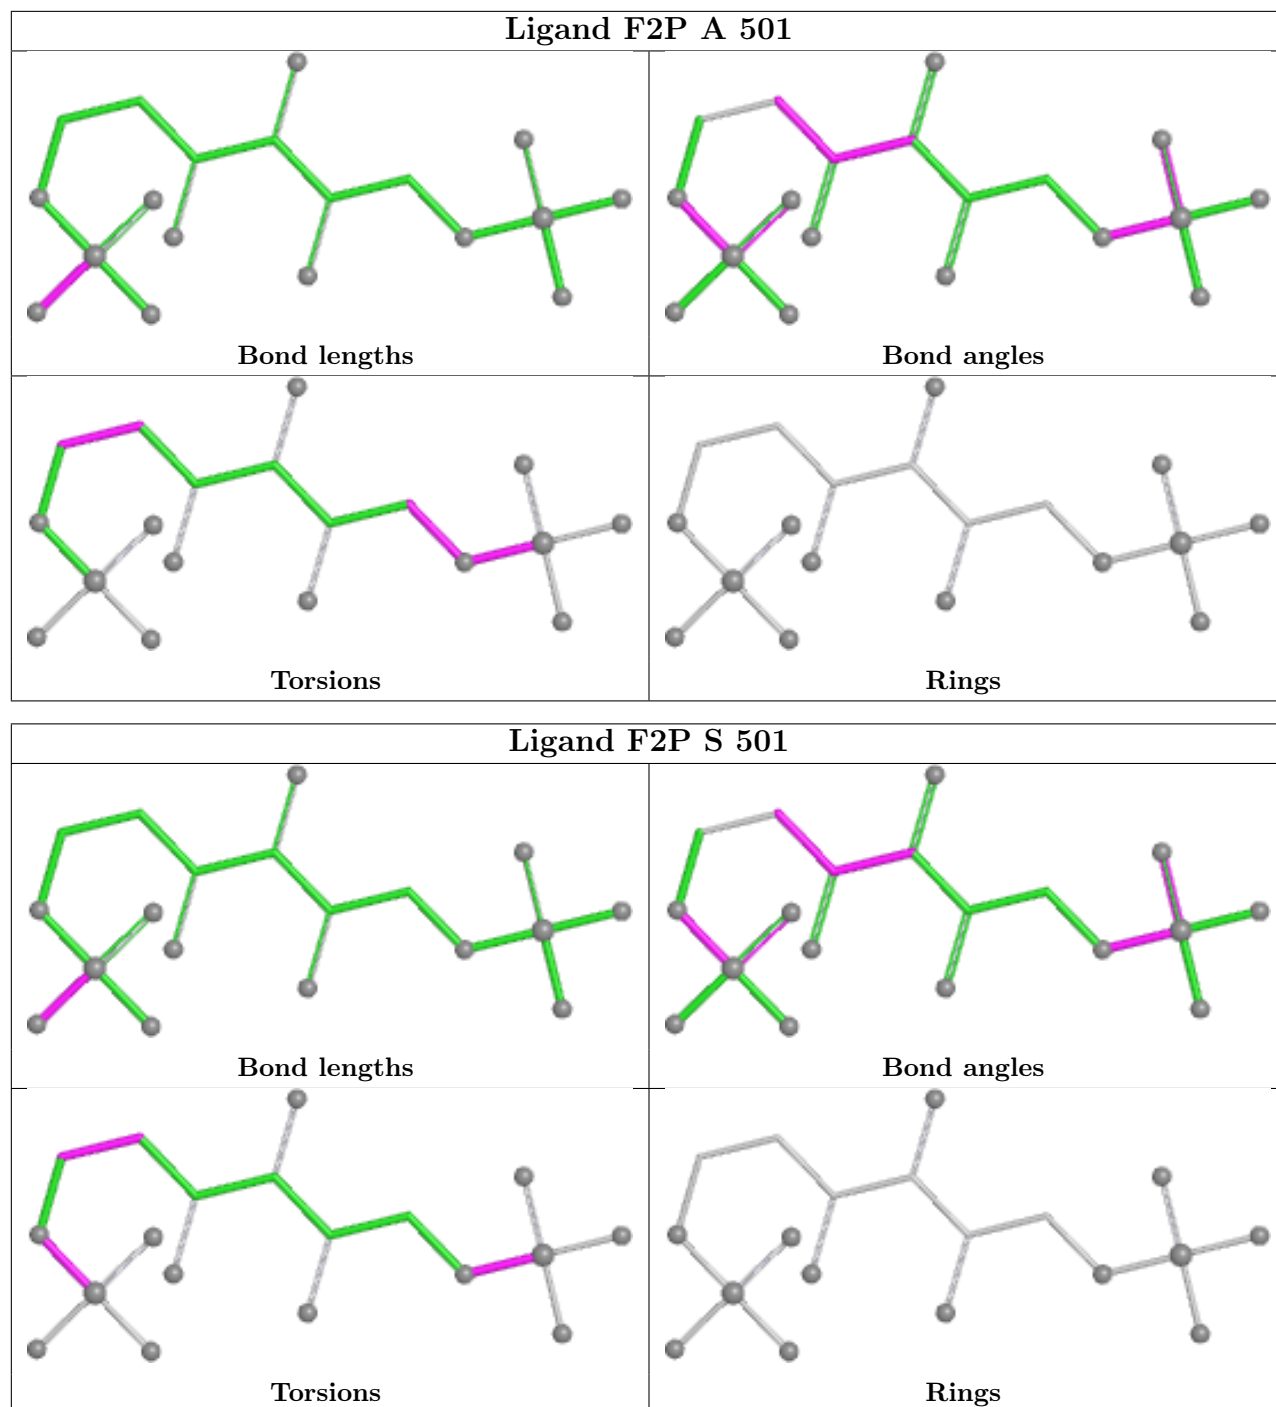 Ligand F2P A 501
Bond lengths
Bond angles
Torsions
Rings
Ligand F2P S 501
Bond lengths
Bond angles
Torsions
Rings